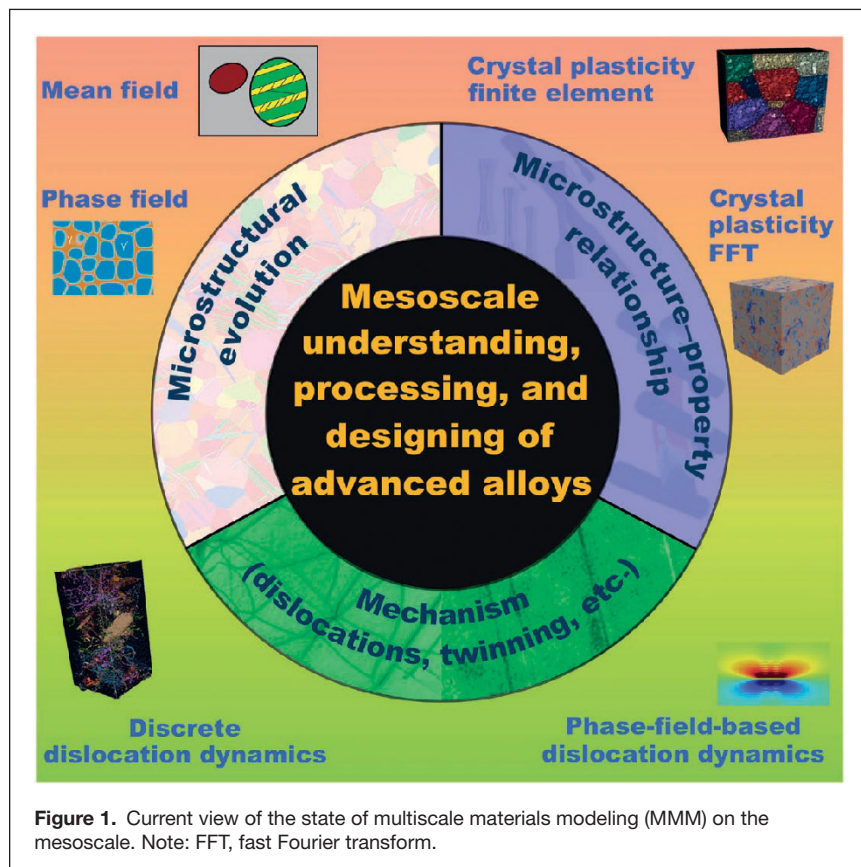 Mean field
Crystal plasticity
finite element
Phase field
γ
γ'
Crystal
plasticity
FFT
Microstructural
evolution
Microstructure–property
relationship
Mesoscale
understanding,
processing, and
designing of
advanced alloys
Mechanism
(dislocations, twinning, etc.)
Discrete
dislocation dynamics
Phase-field-based
dislocation dynamics
Figure 1. Current view of the state of multiscale materials modeling (MMM) on the
mesoscale. Note: FFT, fast Fourier transform.